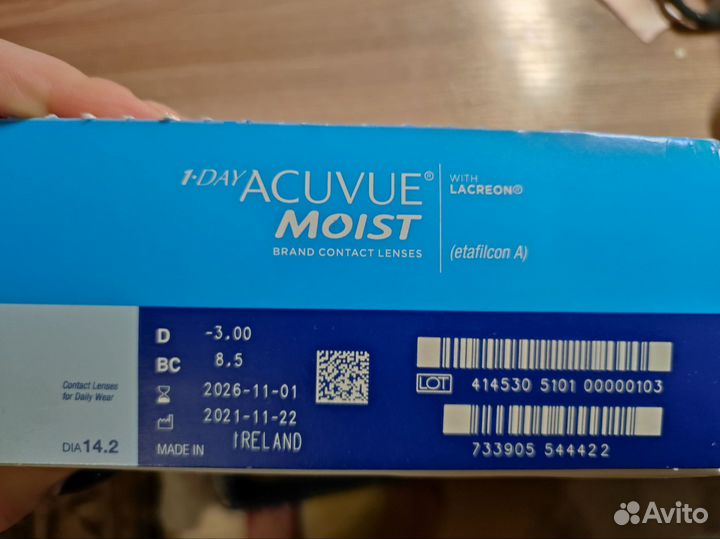 1·DAY ACUVUE®
MOIST
BRAND CONTACT LENSES
WITH
LACREON®
(etafilcon A)
Contact Lenses
for Daily Wear
DIA 14.2
D -3.00
BC 8.5
2026-11-01
2021-11-22
MADE IN IRELAND
LOT 414530 5101 00000103
733905 544422
Avito